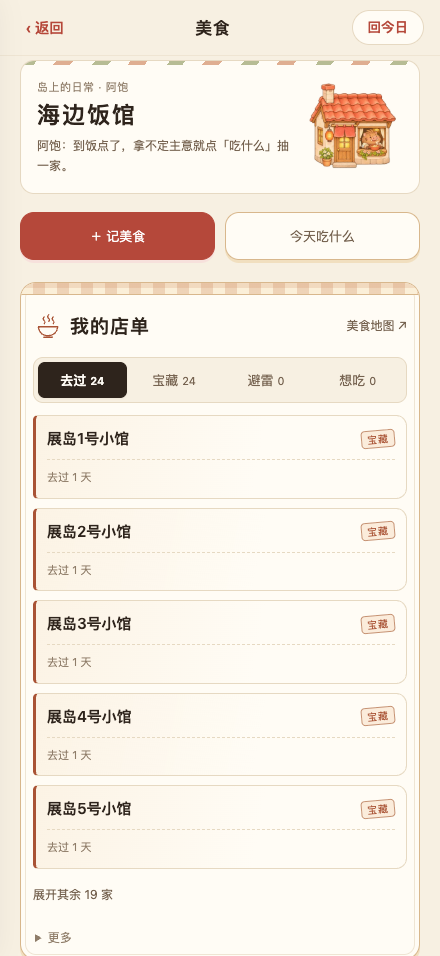 ‹ 返回
美食
回今日
岛上的日常 · 阿饱
海边饭馆
阿饱：到饭点了，拿不定主意就点「吃什么」抽
一家。
＋ 记美食
今天吃什么
我的店单
美食地图 ↗
去过 24
宝藏 24
避雷 0
想吃 0
展岛1号小馆
宝藏
去过 1 天
展岛2号小馆
宝藏
去过 1 天
展岛3号小馆
宝藏
去过 1 天
展岛4号小馆
宝藏
去过 1 天
展岛5号小馆
宝藏
去过 1 天
展开其余 19 家
▶ 更多